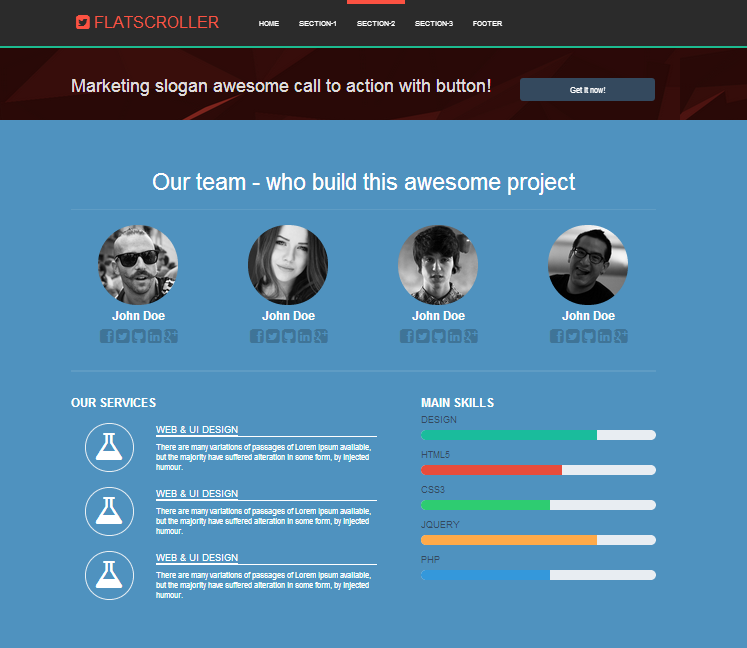 FLATSCROLLER
HOME SECTION-1 SECTION-2 SECTION-3 FOOTER
Marketing slogan awesome call to action with button!
Get it now!
Our team - who build this awesome project
John Doe
John Doe
John Doe
John Doe
OUR SERVICES
WEB & UI DESIGN
There are many variations of passages of Lorem Ipsum available,
but the majority have suffered alteration in some form, by injected
humour.
WEB & UI DESIGN
There are many variations of passages of Lorem Ipsum available,
but the majority have suffered alteration in some form, by injected
humour.
WEB & UI DESIGN
There are many variations of passages of Lorem Ipsum available,
but the majority have suffered alteration in some form, by injected
humour.
MAIN SKILLS
DESIGN
HTML5
CSS3
JQUERY
PHP